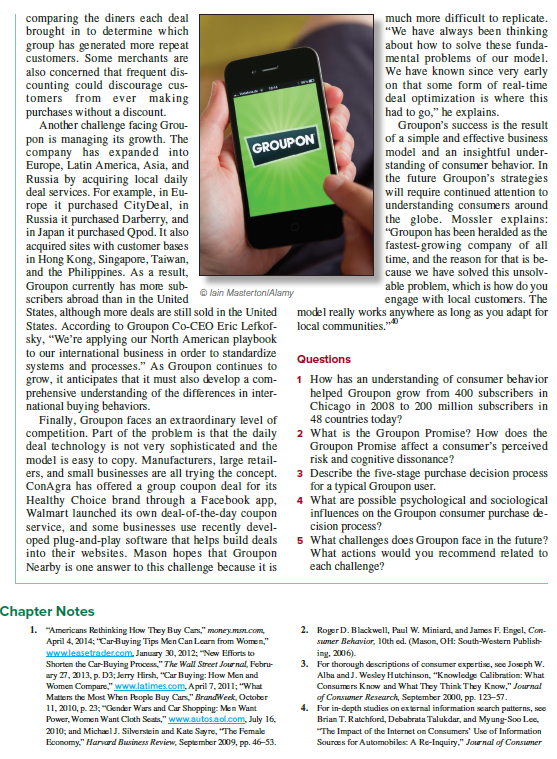 comparing the diners each deal
brought in to determine which
group has generated more repeat
customers. Some merchants are
also concerned that frequent dis-
counting could discourage cus-
tomers from ever making
purchases without a discount.
Another challenge facing Grou-
pon is managing its growth. The
company has expanded into
Europe, Latin America, Asia, and
Russia by acquiring local daily
deal services. For example, in Eu-
rope it purchased CityDeal, in
Russia it purchased Darberry, and
in Japan it purchased Qpod. It also
acquired sites with customer bases
in Hong Kong, Singapore, Taiwan,
and the Philippines. As a result,
Groupon currently has more sub-
scribers abroad than in the United
States, although more deals are still sold in the United
States. According to Groupon Co-CEO Eric Lefkof-
sky, “We’re applying our North American playbook
to our international business in order to standardize
systems and processes.” As Groupon continues to
grow, it anticipates that it must also develop a com-
prehensive understanding of the differences in inter-
national buying behaviors.
Finally, Groupon faces an extraordinary level of
competition. Part of the problem is that the daily
deal technology is not very sophisticated and the
model is easy to copy. Manufacturers, large retail-
ers, and small businesses are all trying the concept.
ConAgra has offered a group coupon deal for its
Healthy Choice brand through a Facebook app,
Walmart launched its own deal-of-the-day coupon
service, and some businesses use recently devel-
oped plug-and-play software that helps build deals
into their websites. Mason hopes that Groupon
Nearby is one answer to this challenge because it is
GROUPON
© Iain Masterton/Alamy
much more difficult to replicate.
“We have always been thinking
about how to solve these funda-
mental problems of our model.
We have known since very early
on that some form of real-time
deal optimization is where this
had to go,” he explains.
Groupon’s success is the result
of a simple and effective business
model and an insightful under-
standing of consumer behavior. In
the future Groupon’s strategies
will require continued attention to
understanding consumers around
the globe. Mossler explains:
“Groupon has been heralded as the
fastest-growing company of all
time, and the reason for that is be-
cause we have solved this unsolv-
able problem, which is how do you
engage with local customers. The
model really works anywhere as long as you adapt for
local communities.”40
Questions
1 How has an understanding of consumer behavior
helped Groupon grow from 400 subscribers in
Chicago in 2008 to 200 million subscribers in
48 countries today?
2 What is the Groupon Promise? How does the
Groupon Promise affect a consumer’s perceived
risk and cognitive dissonance?
3 Describe the five-stage purchase decision process
for a typical Groupon user.
4 What are possible psychological and sociological
influences on the Groupon consumer purchase de-
cision process?
5 What challenges does Groupon face in the future?
What actions would you recommend related to
each challenge?
Chapter Notes
1. “Americans Rethinking How They Buy Cars,” money.msn.com,
April 4, 2014; “Car-Buying Tips Men Can Learn from Women,”
www.leasetrader.com, January 30, 2012; “New Efforts to
Shorten the Car-Buying Process,” The Wall Street Journal, Febru-
ary 27, 2013, p. D3; Jerry Hirsh, “Car Buying: How Men and
Women Compare,” www.latimes.com, April 7, 2011; “What
Matters the Most When People Buy Cars,” BrandWeek, October
11, 2010, p. 23; “Gender Wars and Car Shopping: Men Want
Power, Women Want Cloth Seats,” www.autos.aol.com, July 16,
2010; and Michael J. Silverstein and Kate Sayre, “The Female
Economy,” Harvard Business Review, September 2009, pp. 46–53.
2. Roger D. Blackwell, Paul W. Miniard, and James F. Engel, Con-
sumer Behavior, 10th ed. (Mason, OH: South-Western Publish-
ing, 2006).
3. For thorough descriptions of consumer expertise, see Joseph W.
Alba and J. Wesley Hutchinson, “Knowledge Calibration: What
Consumers Know and What They Think They Know,” Journal
of Consumer Research, September 2000, pp. 123–57.
4. For in-depth studies on external information search patterns, see
Brian T. Ratchford, Debabrata Talukdar, and Myung-Soo Lee,
“The Impact of the Internet on Consumers’ Use of Information
Sources for Automobiles: A Re-Inquiry,” Journal of Consumer